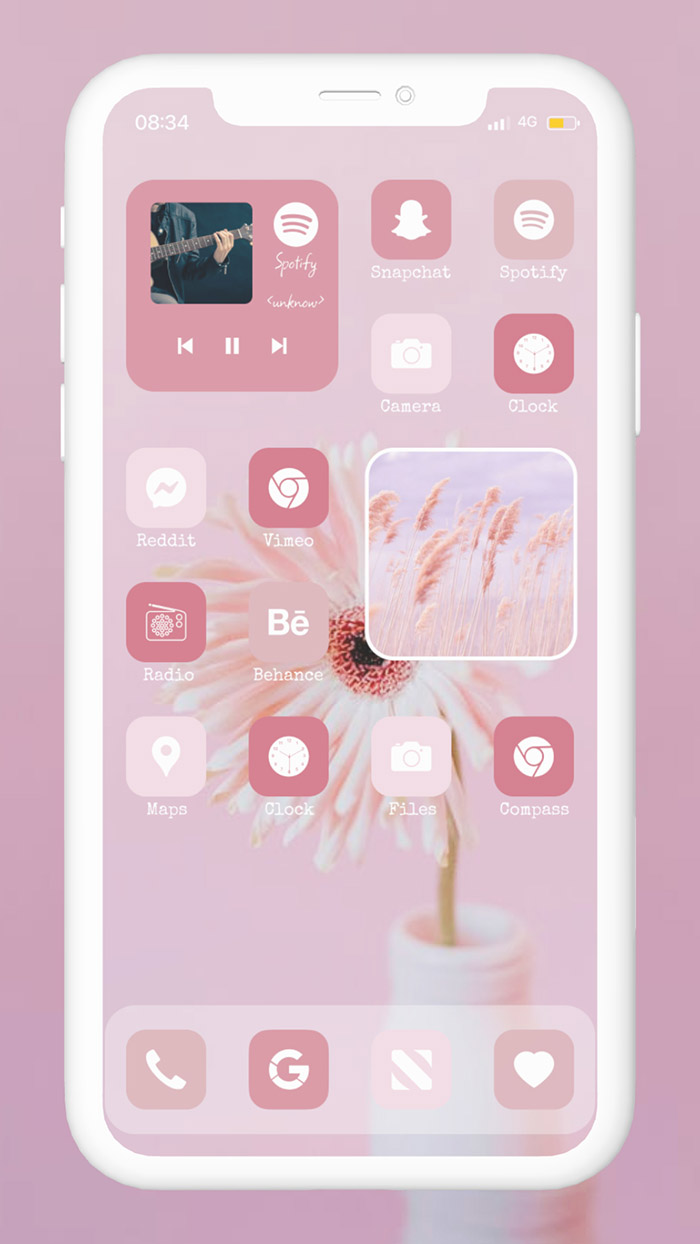 08:34
4G
Spotify
<unknow>
Snapchat
Spotify
Camera
Clock
Reddit
Vimeo
Radio
Bē
Behance
Maps
Clock
Files
Compass
G